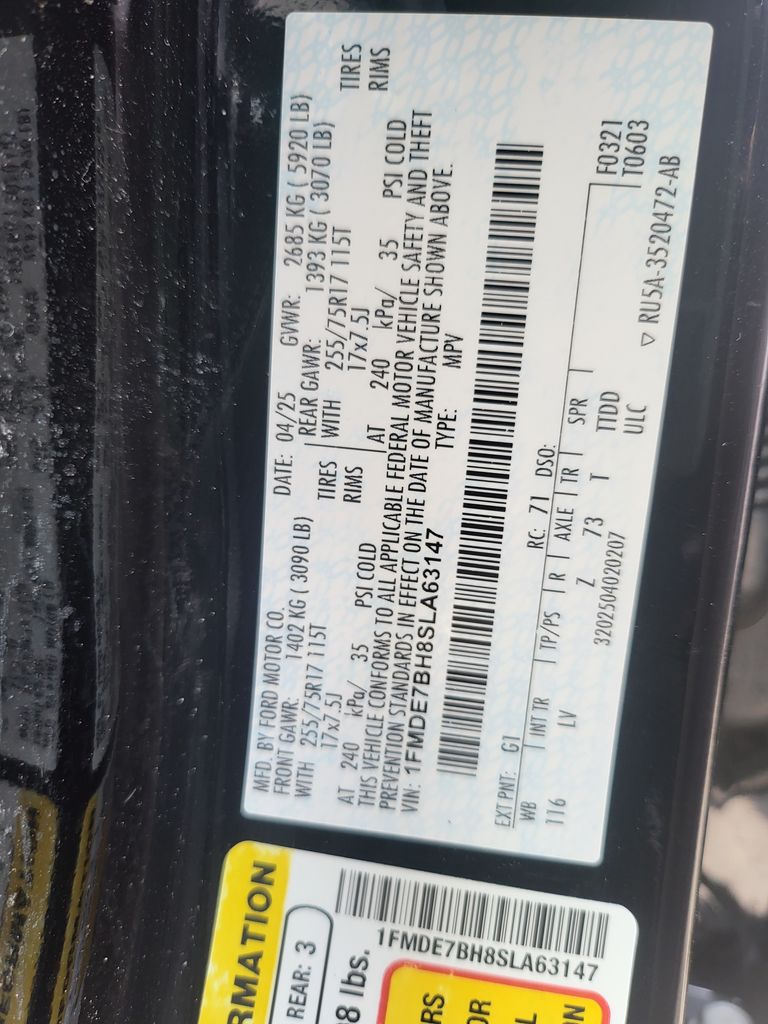 MFD. BY FORD MOTOR CO.
DATE: 04/25 GVWR: 2685 KG ( 5920 LB)
FRONT GAWR: 1402 KG ( 3090 LB)
REAR GAWR: 1393 KG ( 3070 LB)
WITH 255/75R17 115T TIRES
WITH 255/75R17 115T TIRES
17x7.5J RIMS
17x7.5J RIMS
AT 240 kPa/ 35 PSI COLD
AT 240 kPa/ 35 PSI COLD
THIS VEHICLE CONFORMS TO ALL APPLICABLE FEDERAL MOTOR VEHICLE SAFETY AND THEFT
PREVENTION STANDARDS IN EFFECT ON THE DATE OF MANUFACTURE SHOWN ABOVE.
VIN: 1FMDE7BH8SLA63147 TYPE: MPV
EXT PNT: G1 RC: 71 DSO:
WB INT TR TP/PS R AXLE TR SPR F0321
T0603
116 LV Z 73 T TTDD
3202504020207 ULC ▽ RU5A-3520472-AB
RMATION
REAR: 3
8 lbs.
1FMDE7BH8SLA63147
RS
OR
L
ON